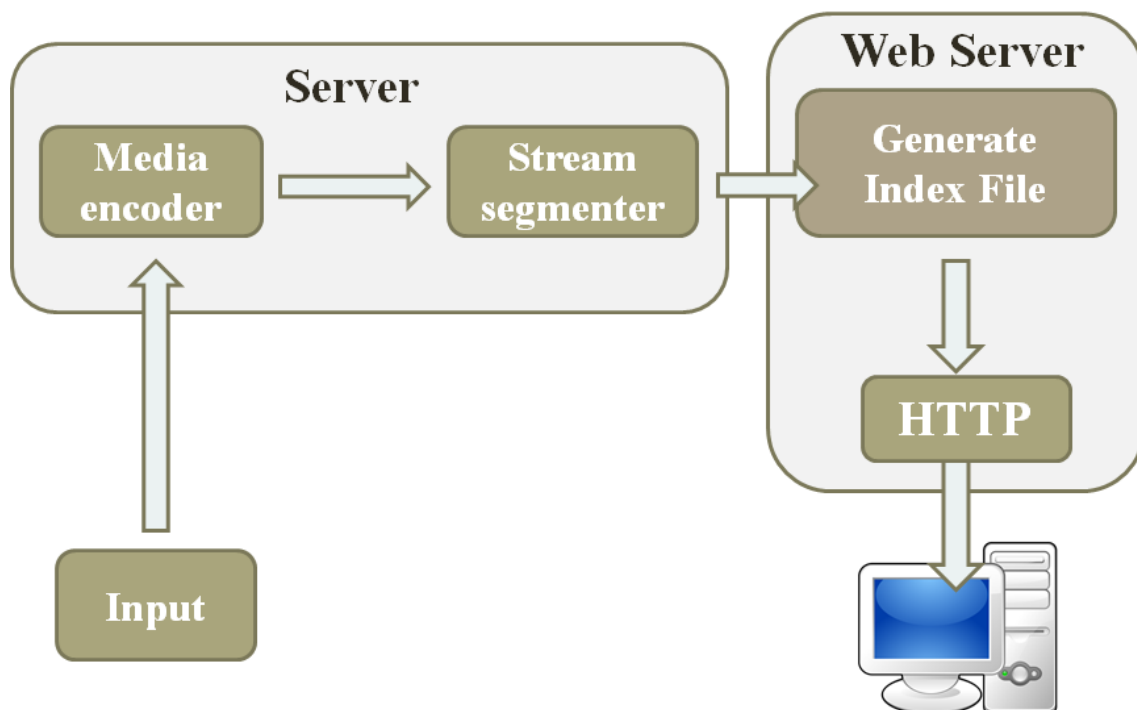 Server
Media
encoder
Stream
segmenter
Web Server
Generate
Index File
HTTP
Input